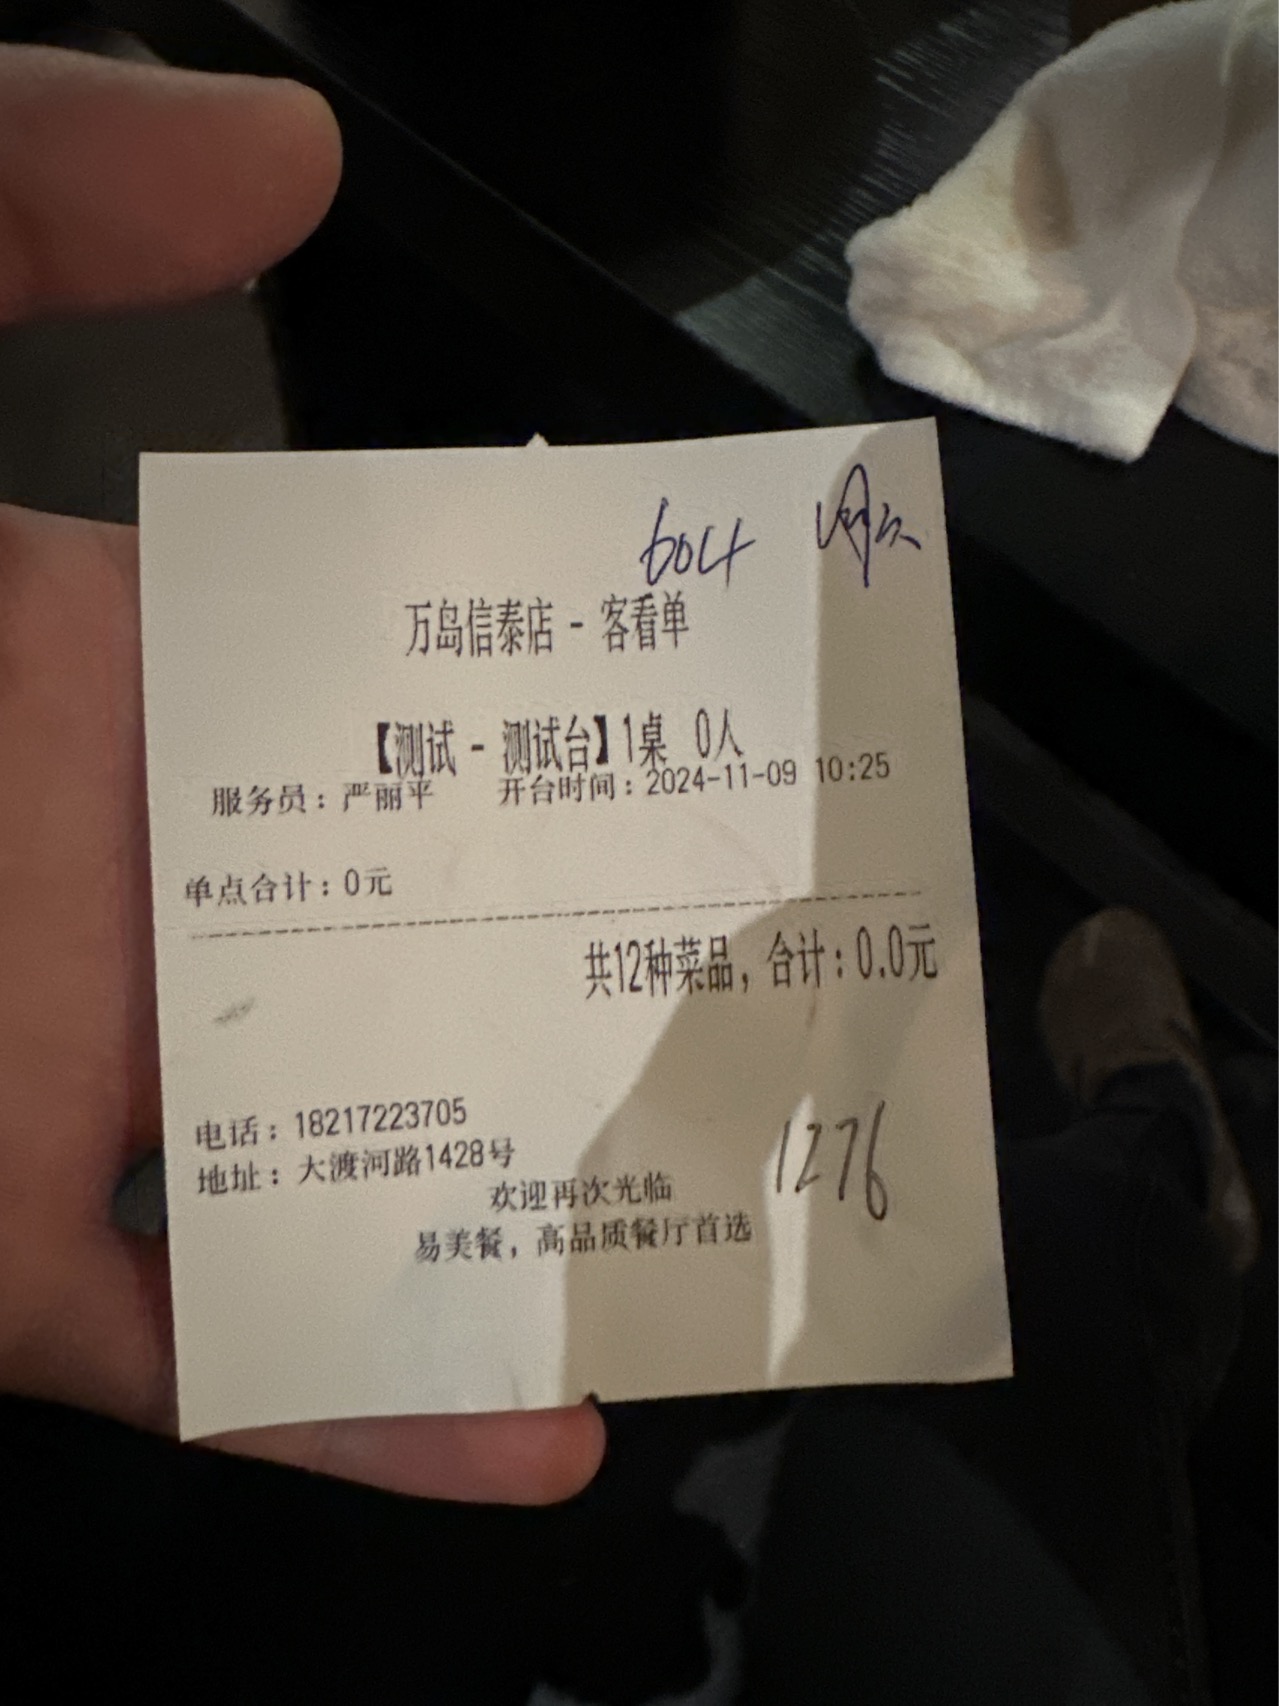 604
万岛信泰店 - 客看单
【测试 - 测试台】1桌 0人
服务员：严丽平 开台时间：2024-11-09 10:25
单点合计：0元
共12种菜品，合计：0.0元
1276
电话：18217223705
地址：大渡河路1428号
欢迎再次光临
易美餐，高品质餐厅首选